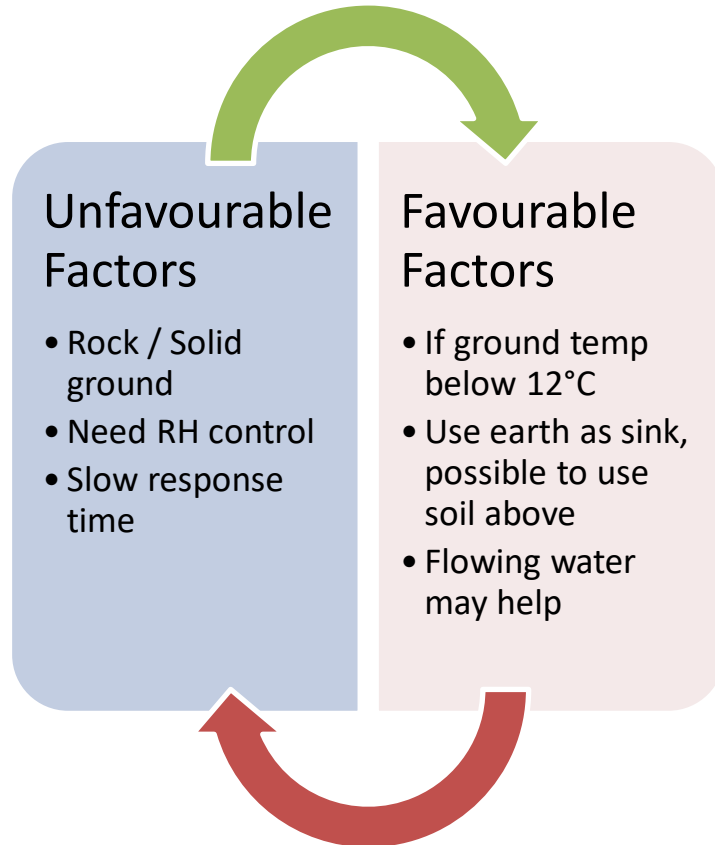 Unfavourable
Factors
• Rock / Solid
ground
• Need RH control
• Slow response
time
Favourable
Factors
• If ground temp
below 12°C
• Use earth as sink,
possible to use
soil above
• Flowing water
may help